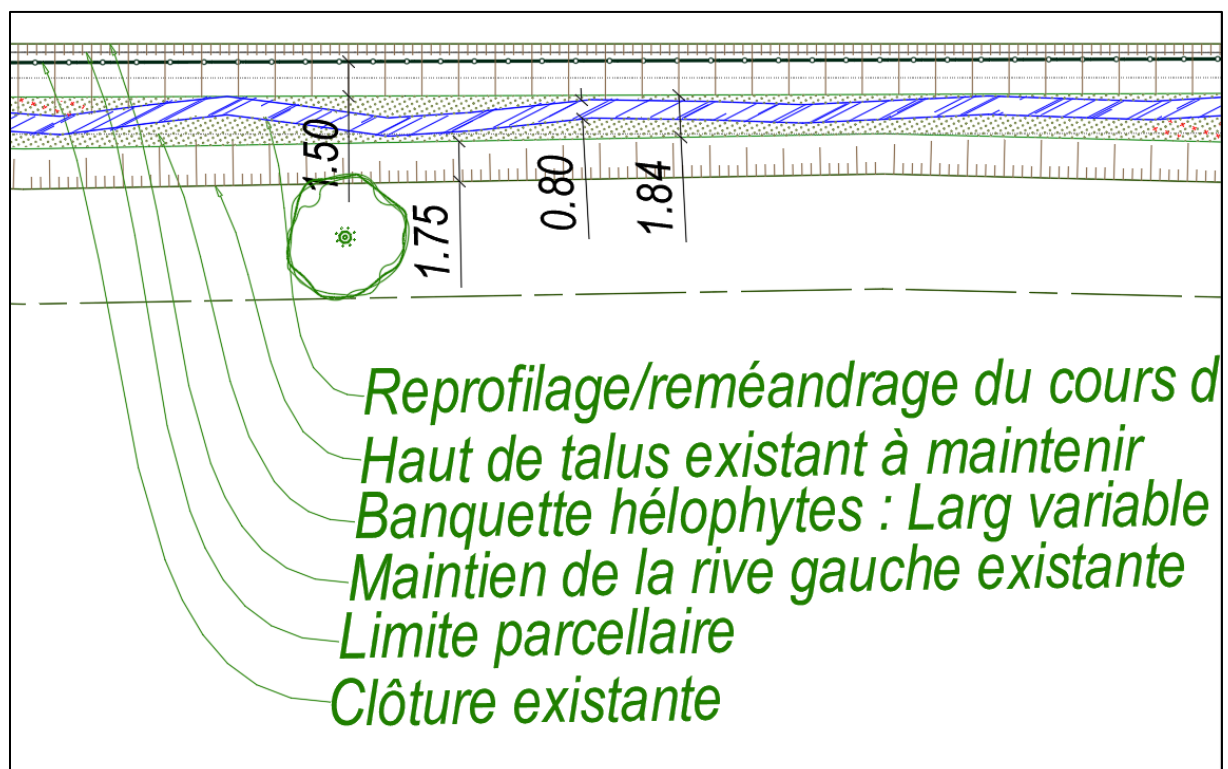 1.50
1.75
0.80
1.84
Reprofilage/reméandrage du cours d
Haut de talus existant à maintenir
Banquette hélophytes : Larg variable
Maintien de la rive gauche existante
Limite parcellaire
Clôture existante